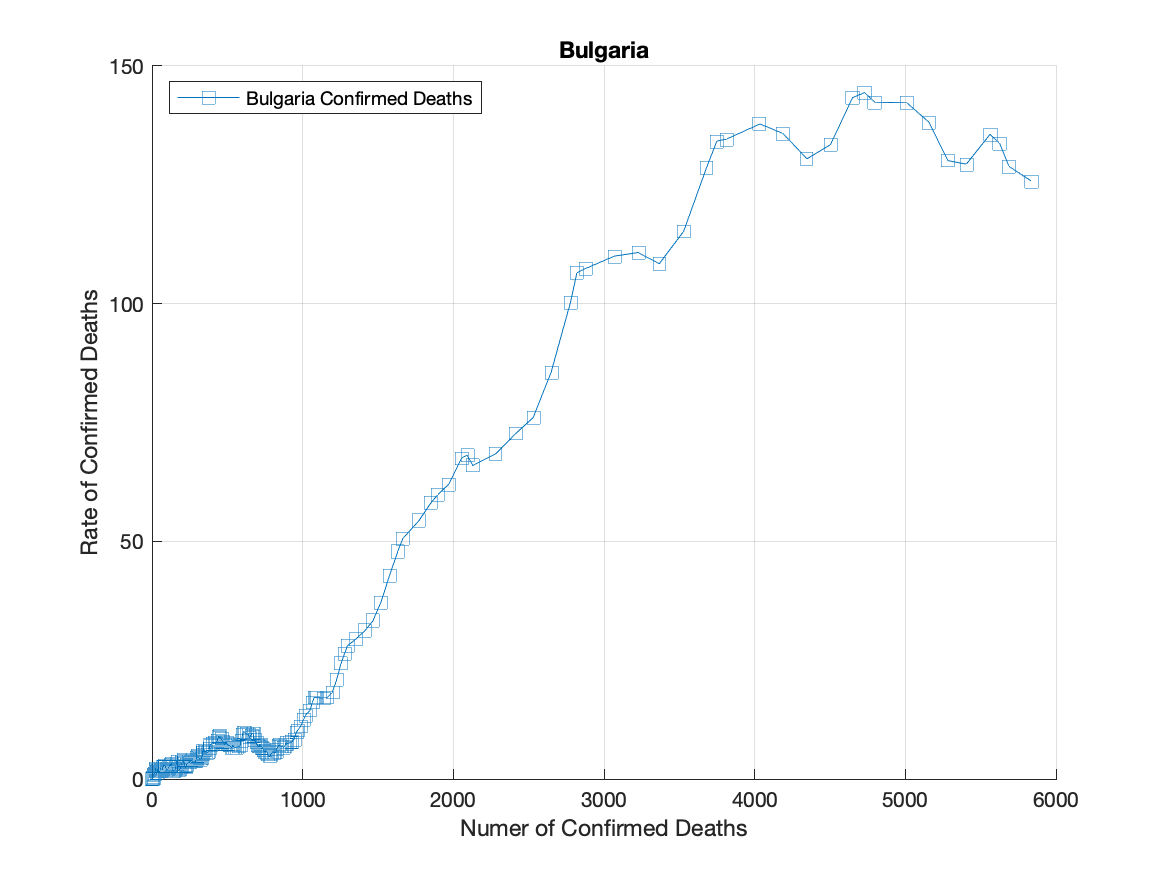 Bulgaria
Bulgaria Confirmed Deaths
150
100
50
0
Rate of Confirmed Deaths
0 1000 2000 3000 4000 5000 6000
Numer of Confirmed Deaths